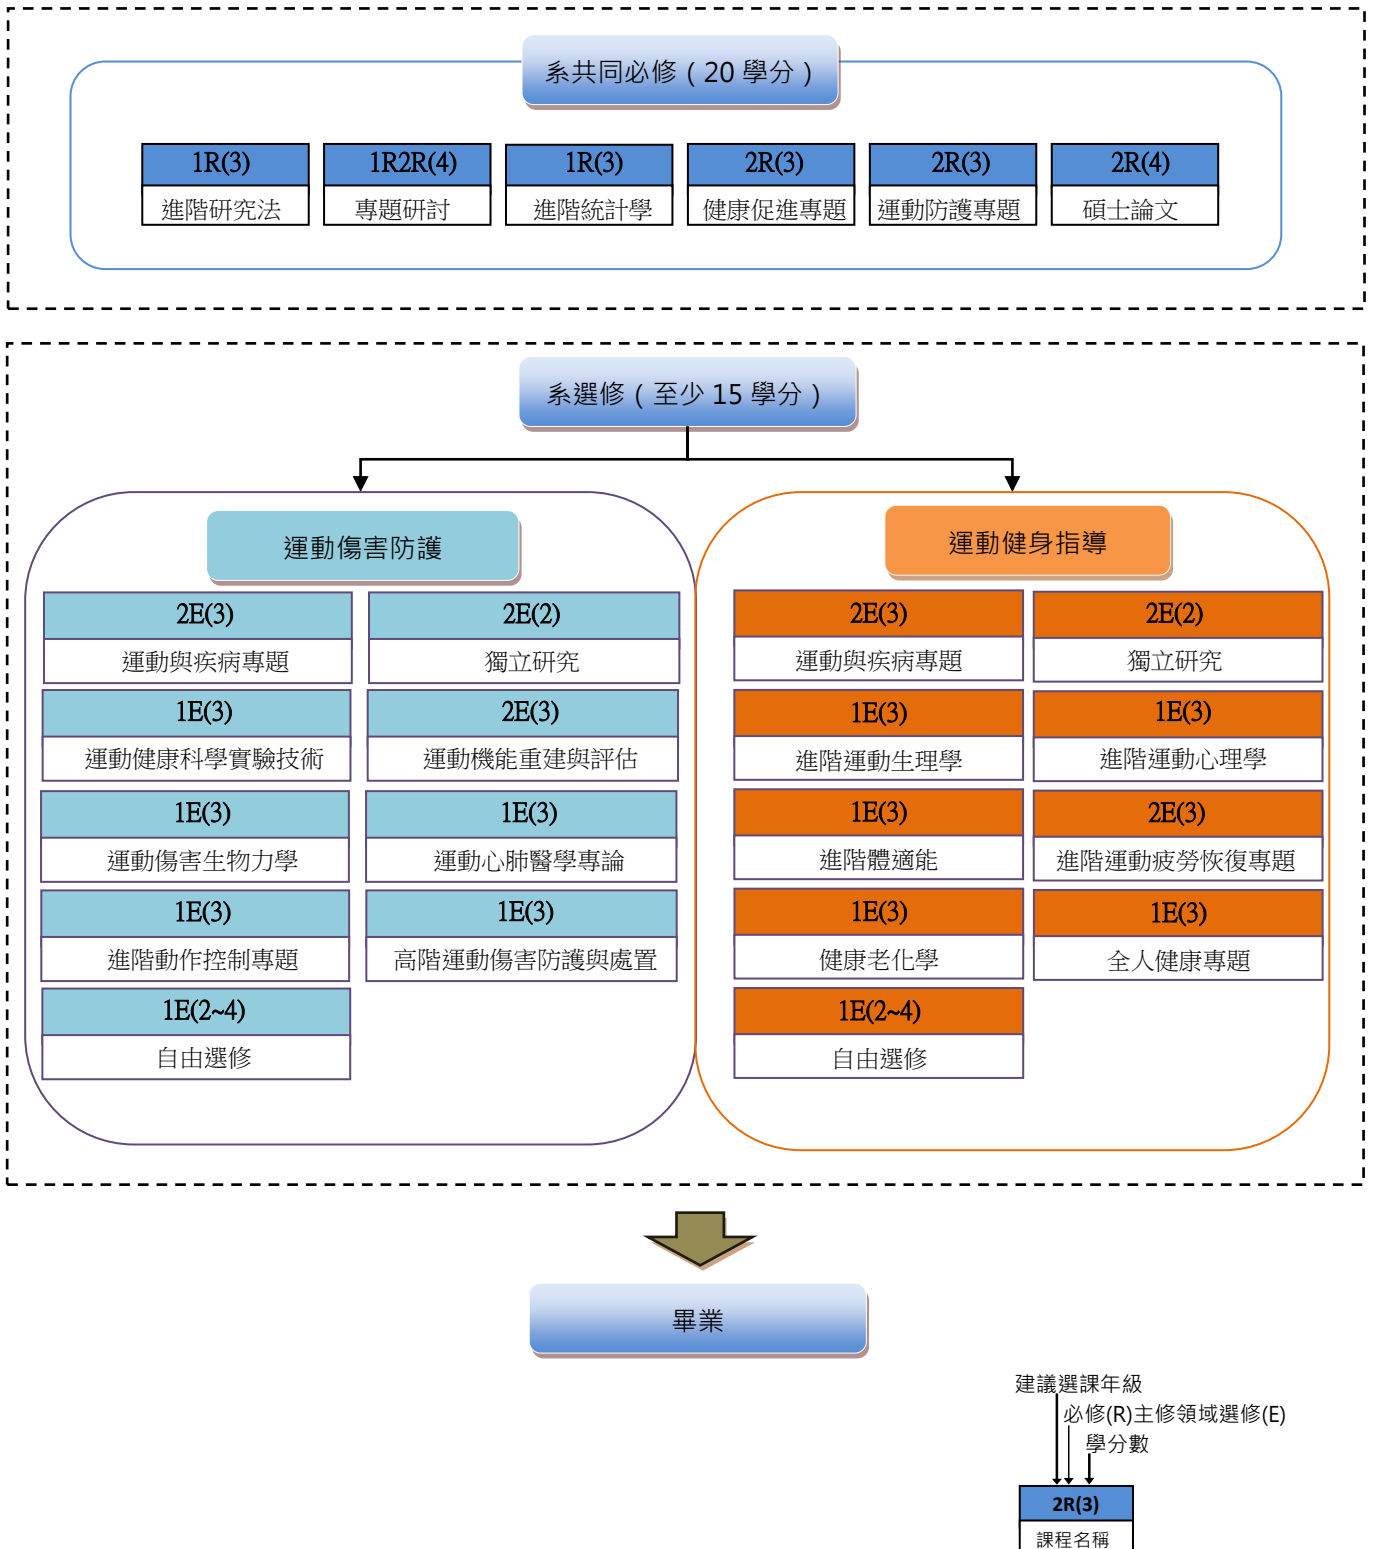 系共同必修（20 學分）
1R(3) 1R2R(4) 1R(3) 2R(3) 2R(3) 2R(4)
進階研究法 專題研討 進階統計學 健康促進專題 運動防護專題 碩士論文
系選修（至少 15 學分）
運動傷害防護
2E(3) 2E(2)
運動與疾病專題 獨立研究
1E(3) 2E(3)
運動健康科學實驗技術 運動機能重建與評估
1E(3) 1E(3)
運動傷害生物力學 運動心肺醫學專論
1E(3) 1E(3)
進階動作控制專題 高階運動傷害防護與處置
1E(2~4)
自由選修
運動健身指導
2E(3) 2E(2)
運動與疾病專題 獨立研究
1E(3) 1E(3)
進階運動生理學 進階運動心理學
1E(3) 2E(3)
進階體適能 進階運動疲勞恢復專題
1E(3) 1E(3)
健康老化學 全人健康專題
1E(2~4)
自由選修
畢業
建議選課年級
必修(R)主修領域選修(E)
學分數
2R(3)
課程名稱